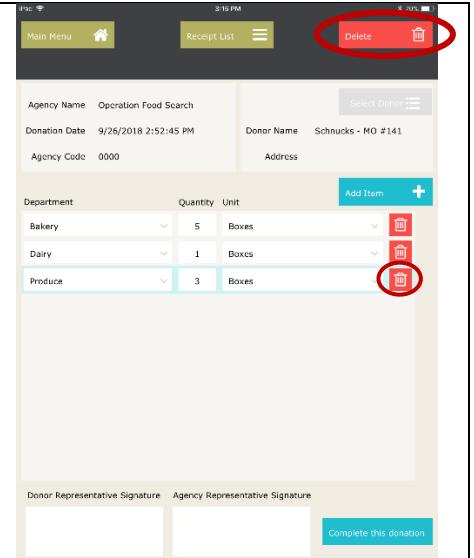 iPad 3:15 PM 70%
Main Menu Receipt List Delete
Select Donor
Agency Name Operation Food Search
Donation Date 9/26/2018 2:52:45 PM Donor Name Schnucks - MO #141
Agency Code 0000 Address
Add Item
Department Quantity Unit
Bakery 5 Boxes
Dairy 1 Boxes
Produce 3 Boxes
Donor Representative Signature Agency Representative Signature
Complete this donation